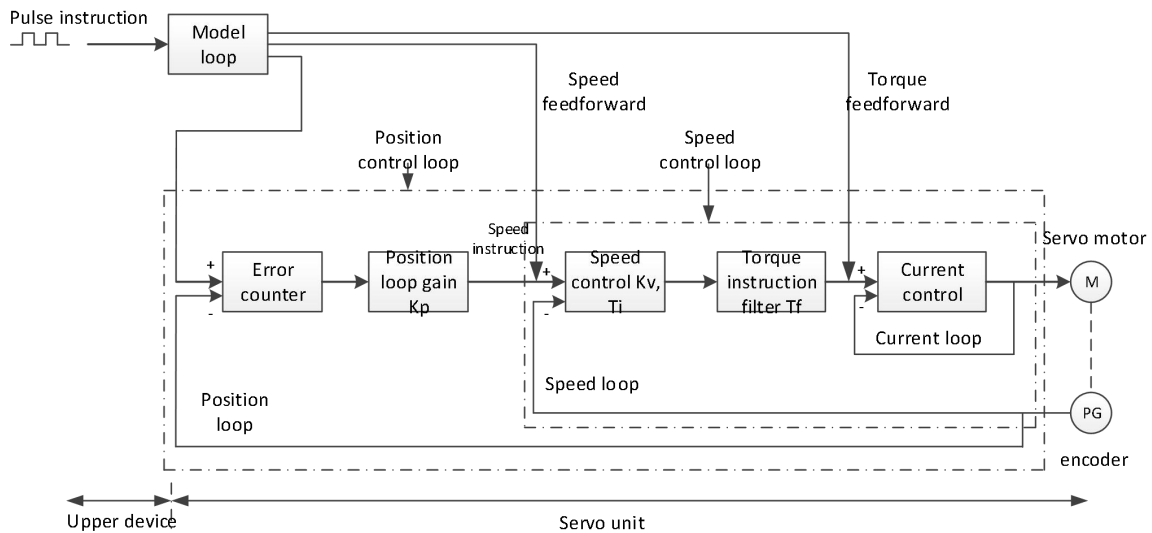 Pulse instruction
Model
loop
Speed
feedforward
Torque
feedforward
Position
control loop
Speed
control loop
Speed
instruction
Servo motor
+
-
Error
counter
Position
loop gain
Kp
+
-
Speed
control Kv,
Ti
Torque
instruction
filter Tf
+
-
Current
control
M
Current loop
Speed loop
Position
loop
PG
encoder
Upper device
Servo unit